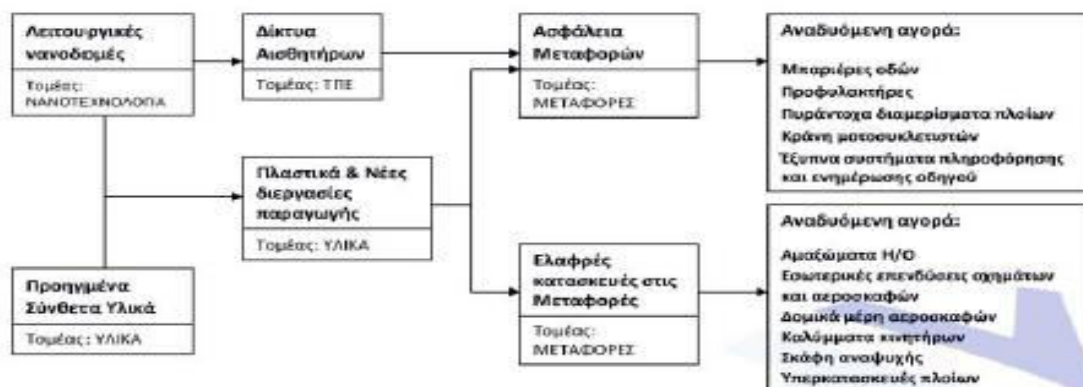 Λειτουργικές
νανοδομές
Τομέας:
ΝΑΝΟΤΕΧΝΟΛΟΓΙΑ
Δίκτυα
Αισθητήρων
Τομέας: ΤΠΕ
Ασφάλεια
Μεταφορών
Τομέας:
ΜΕΤΑΦΟΡΕΣ
Αναδυόμενη αγορά:
Μπαριέρες οδών
Προφυλακτήρες
Πυράντοχα διαμερίσματα πλοίων
Κράνη μοτοσυκλετιστών
Έξυπνα συστήματα πληροφόρησης
και ενημέρωσης οδηγού
Πλαστικά & Νέες
διεργασίες
παραγωγής
Τομέας: ΥΛΙΚΑ
Προηγμένα
Σύνθετα Υλικά
Τομέας: ΥΛΙΚΑ
Ελαφρές
κατασκευές στις
Μεταφορές
Τομέας:
ΜΕΤΑΦΟΡΕΣ
Αναδυόμενη αγορά:
Αμαξώματα Η/Ο
Εσωτερικές επενδύσεις οχημάτων
και αεροσκαφών
Δομικά μέρη αεροσκαφών
Καλύμματα κινητήρων
Σκάφη αναψυχής
Υπερκατασκευές πλοίων